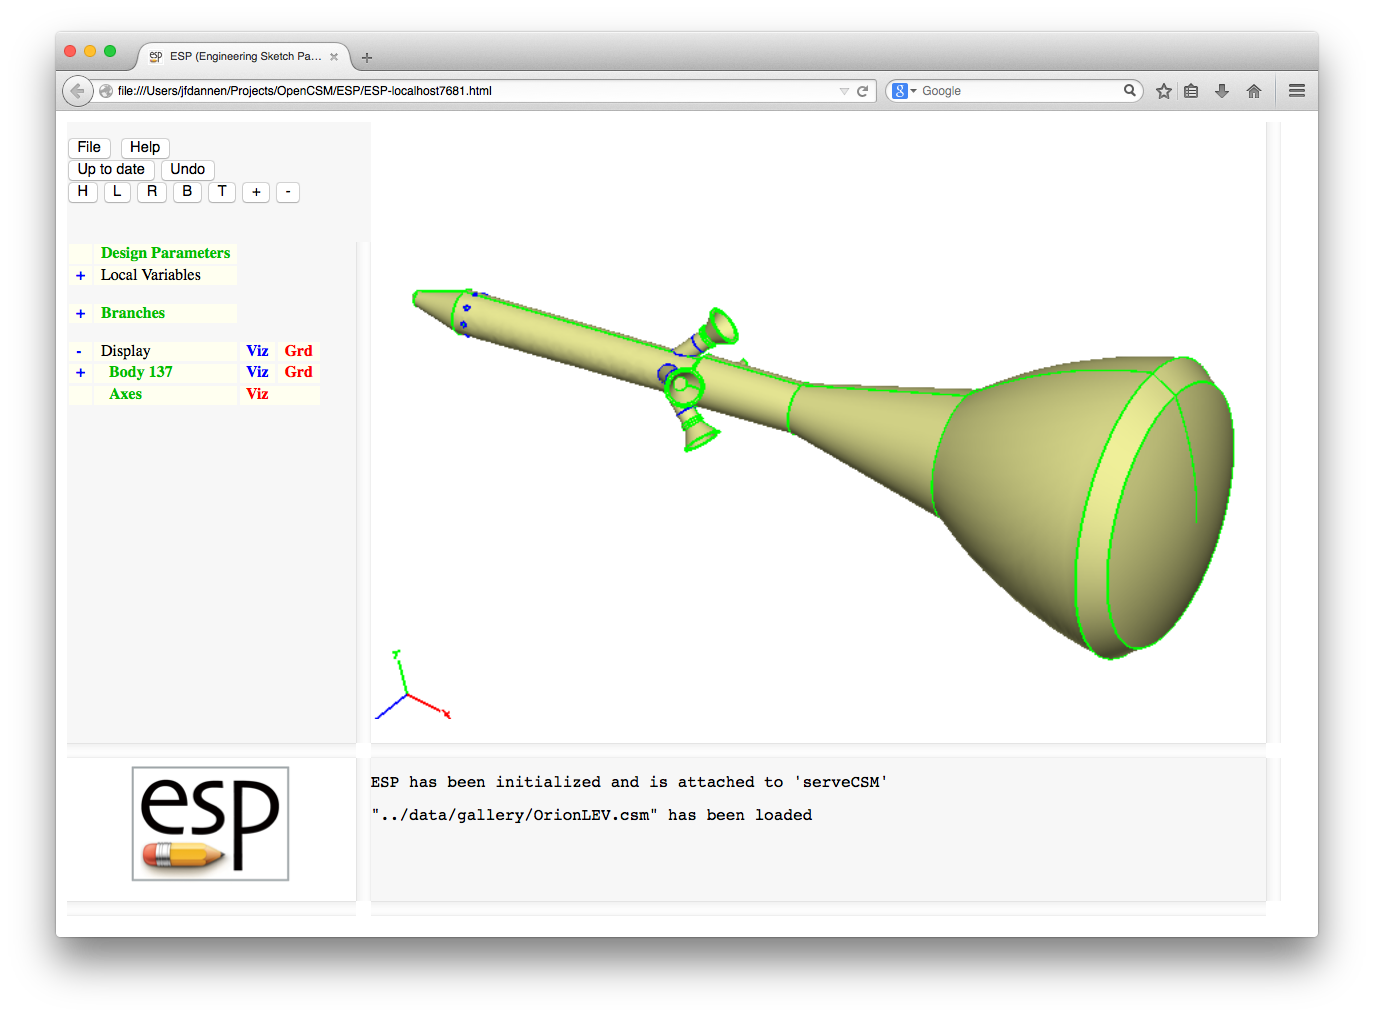 ESP (Engineering Sketch Pa...
file:///Users/jfdannen/Projects/OpenCSM/ESP/ESP-localhost7681.html
Google
File Help
Up to date Undo
H L R B T + -
Design Parameters
+ Local Variables
+ Branches
- Display Viz Grd
+ Body 137 Viz Grd
Axes Viz
Y
X
esp
ESP has been initialized and is attached to 'serveCSM'
"../data/gallery/OrionLEV.csm" has been loaded